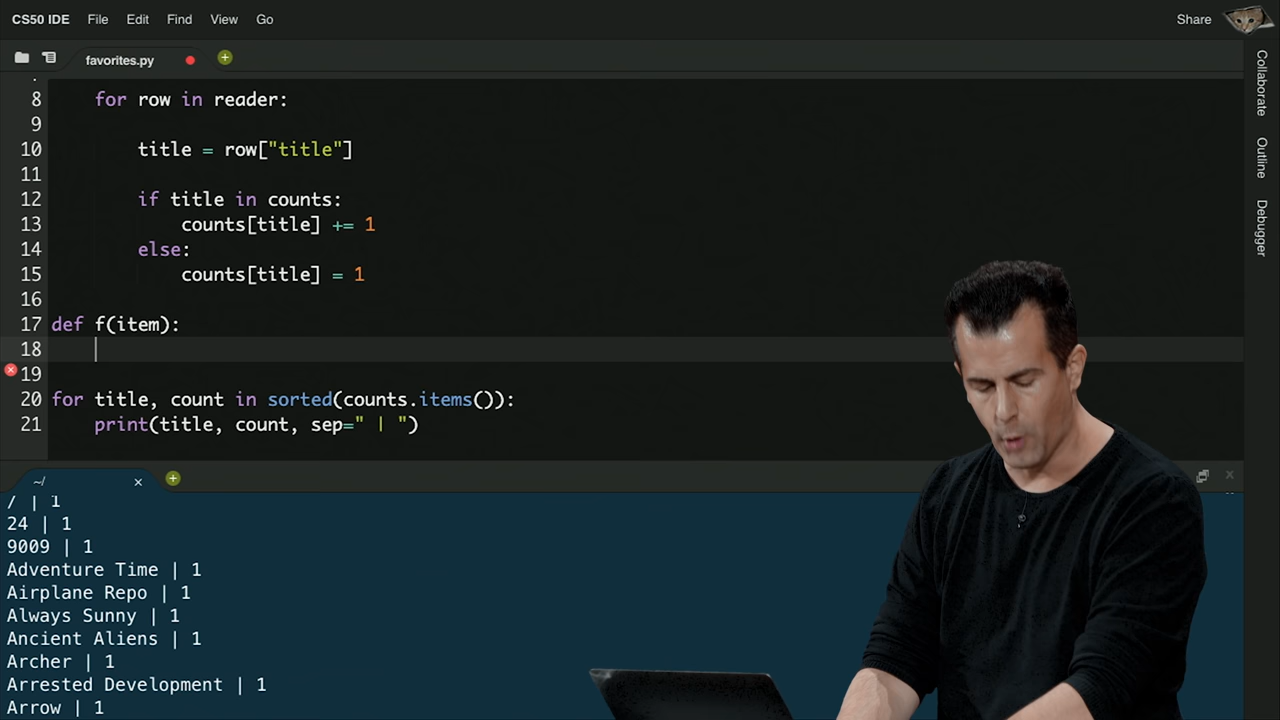 CS50 IDE File Edit Find View Go Share
favorites.py
8 for row in reader:
9
10 title = row["title"]
11
12 if title in counts:
13 counts[title] += 1
14 else:
15 counts[title] = 1
16
17 def f(item):
18
19
20 for title, count in sorted(counts.items()):
21 print(title, count, sep=" | ")
Collaborate
Outline
Debugger
~/
/ | 1
24 | 1
9009 | 1
Adventure Time | 1
Airplane Repo | 1
Always Sunny | 1
Ancient Aliens | 1
Archer | 1
Arrested Development | 1
Arrow | 1